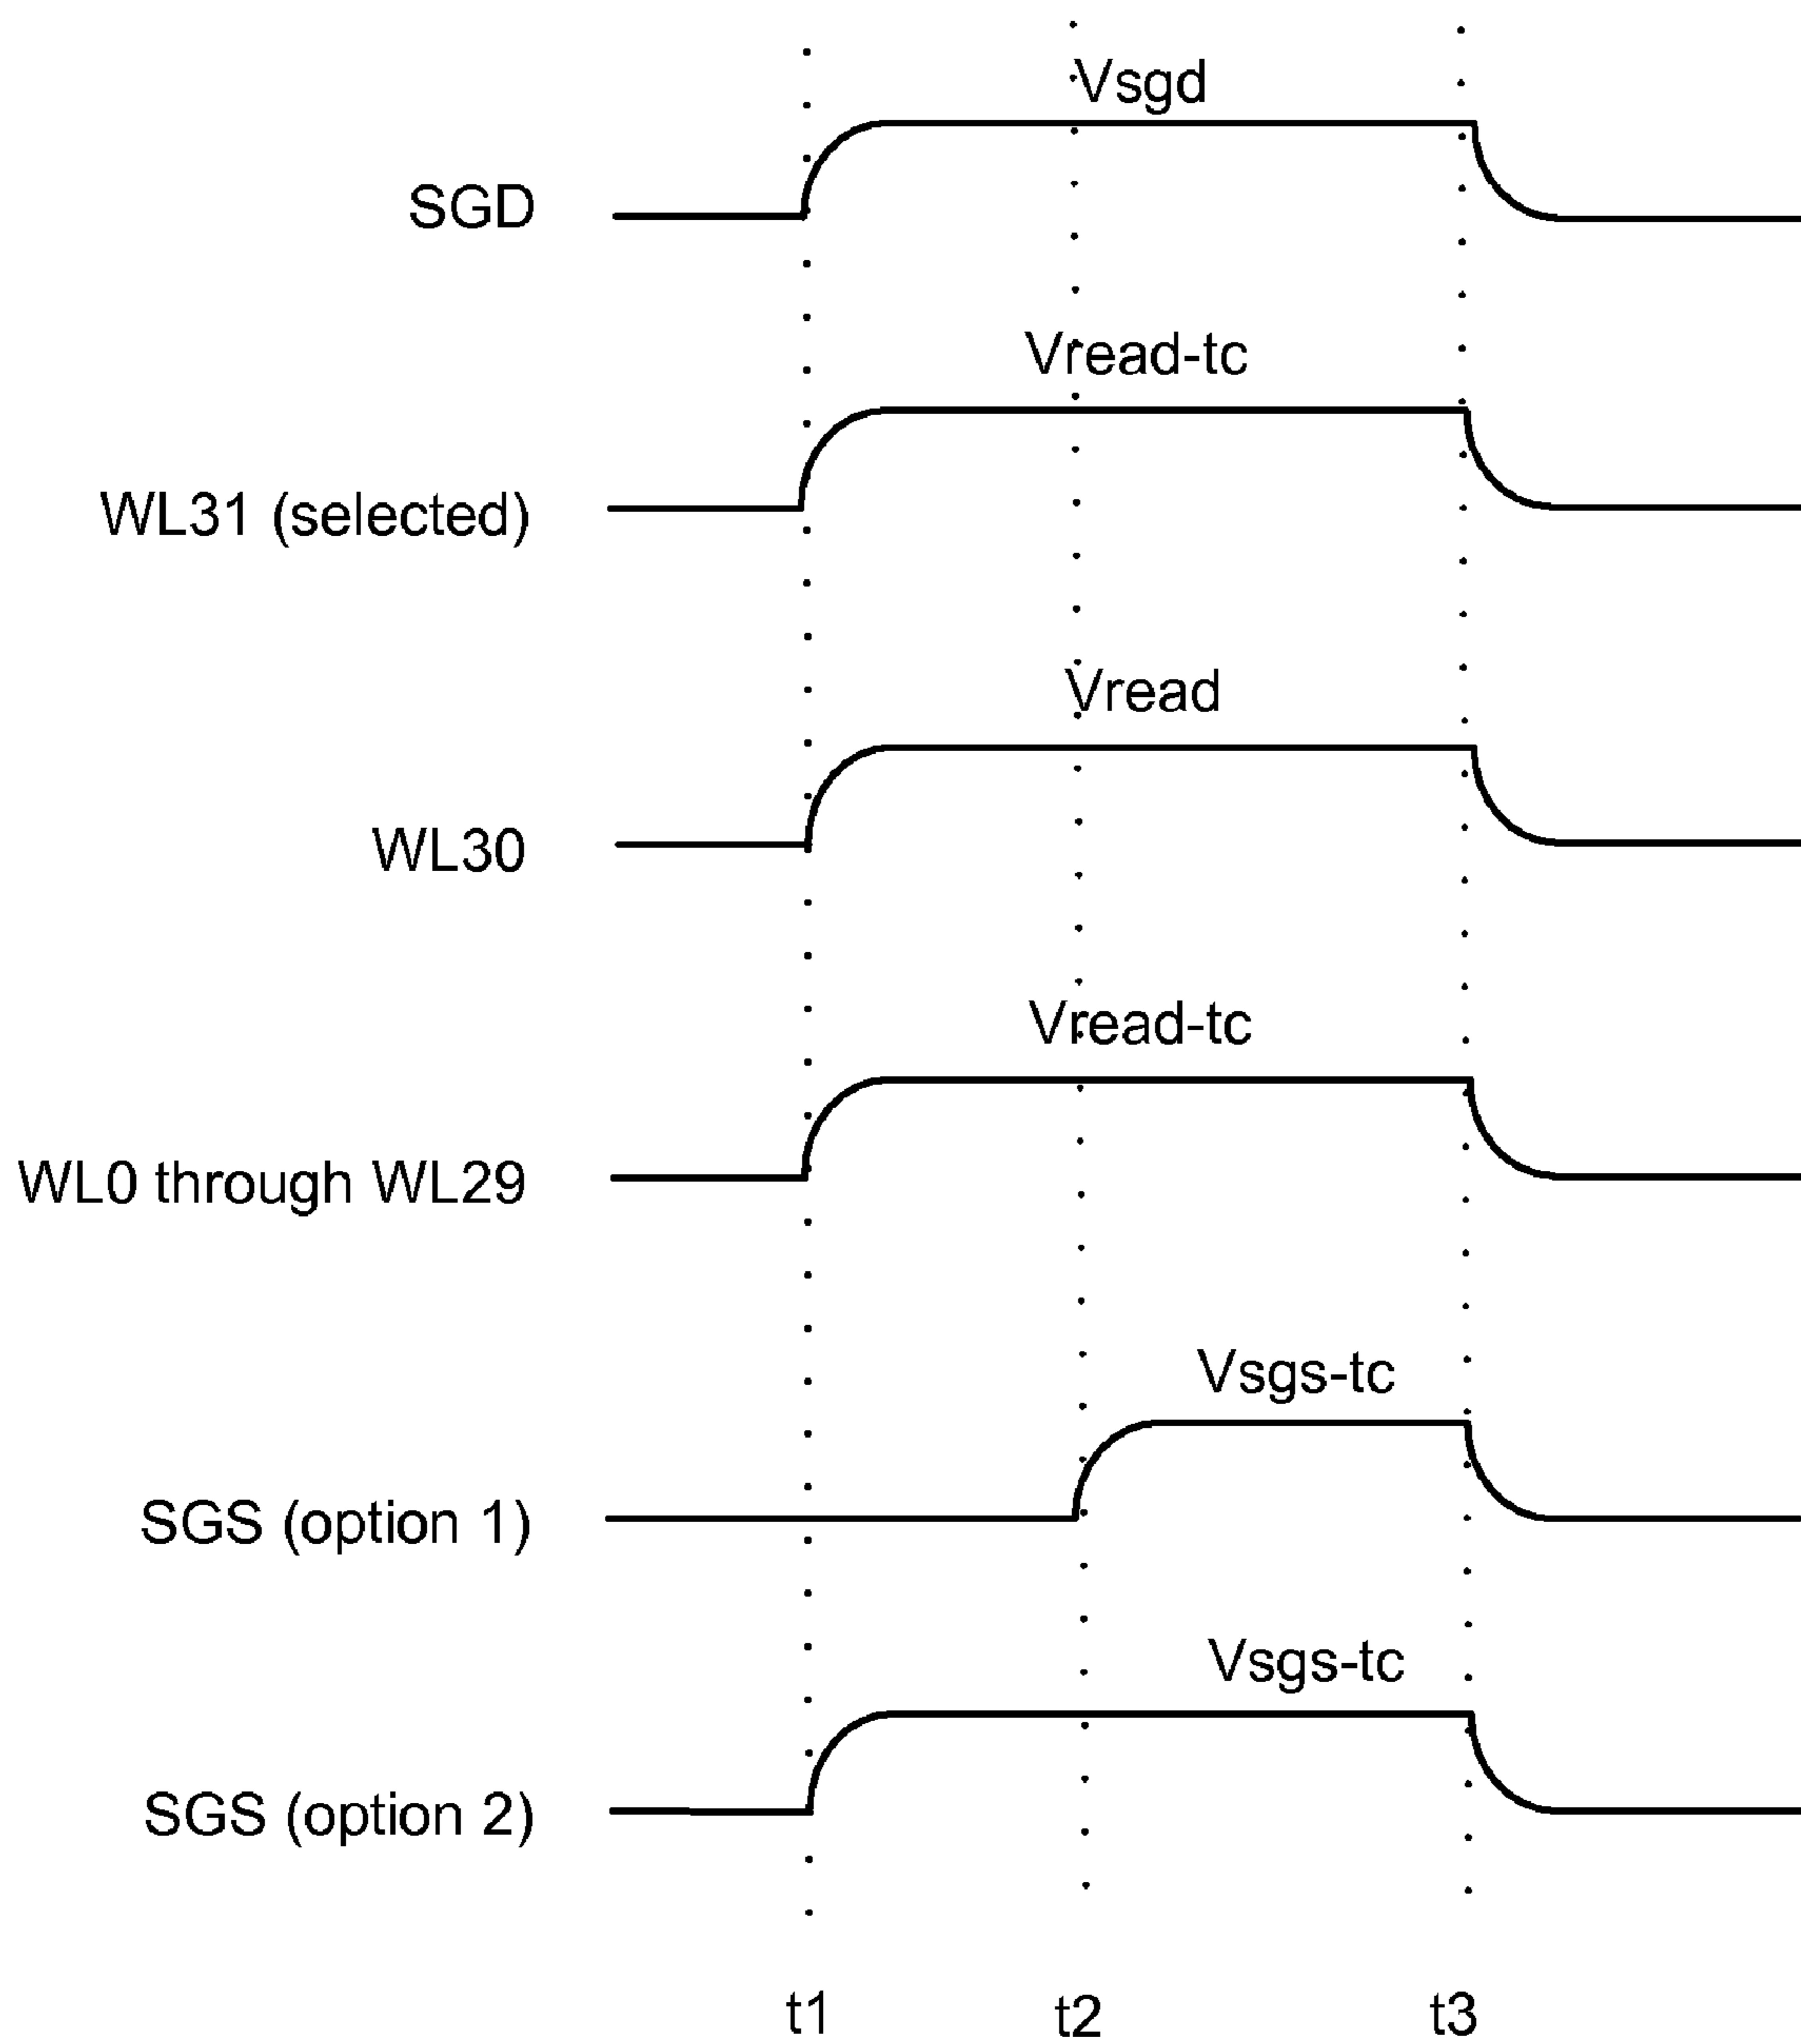 Vsgd
SGD
Vread-tc
WL31 (selected)
Vread
WL30
Vread-tc
WL0 through WL29
Vsgs-tc
SGS (option 1)
Vsgs-tc
SGS (option 2)
t1 t2 t3